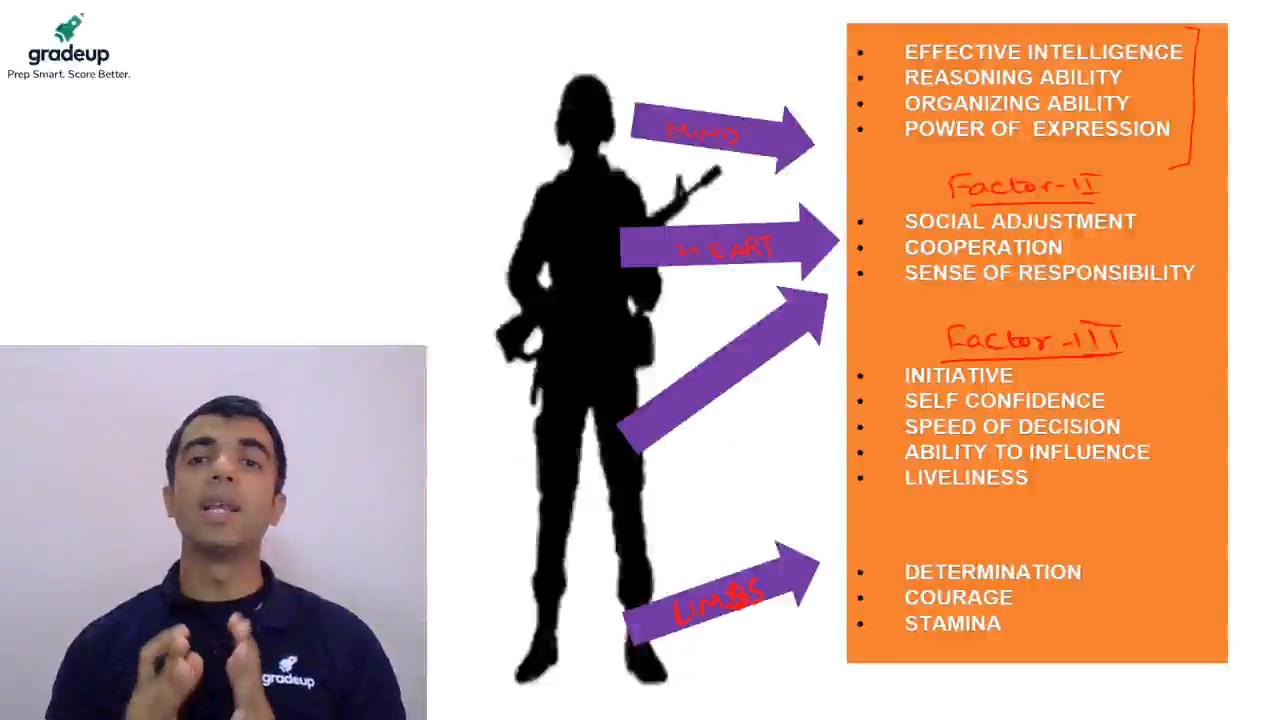 gradeup
Prep Smart. Score Better.
• EFFECTIVE INTELLIGENCE
• REASONING ABILITY
• ORGANIZING ABILITY
• POWER OF EXPRESSION
MIND
Factor-II
• SOCIAL ADJUSTMENT
• COOPERATION
• SENSE OF RESPONSIBILITY
HEART
Factor-III
• INITIATIVE
• SELF CONFIDENCE
• SPEED OF DECISION
• ABILITY TO INFLUENCE
• LIVELINESS
• DETERMINATION
• COURAGE
• STAMINA
LIMBS
gradeup